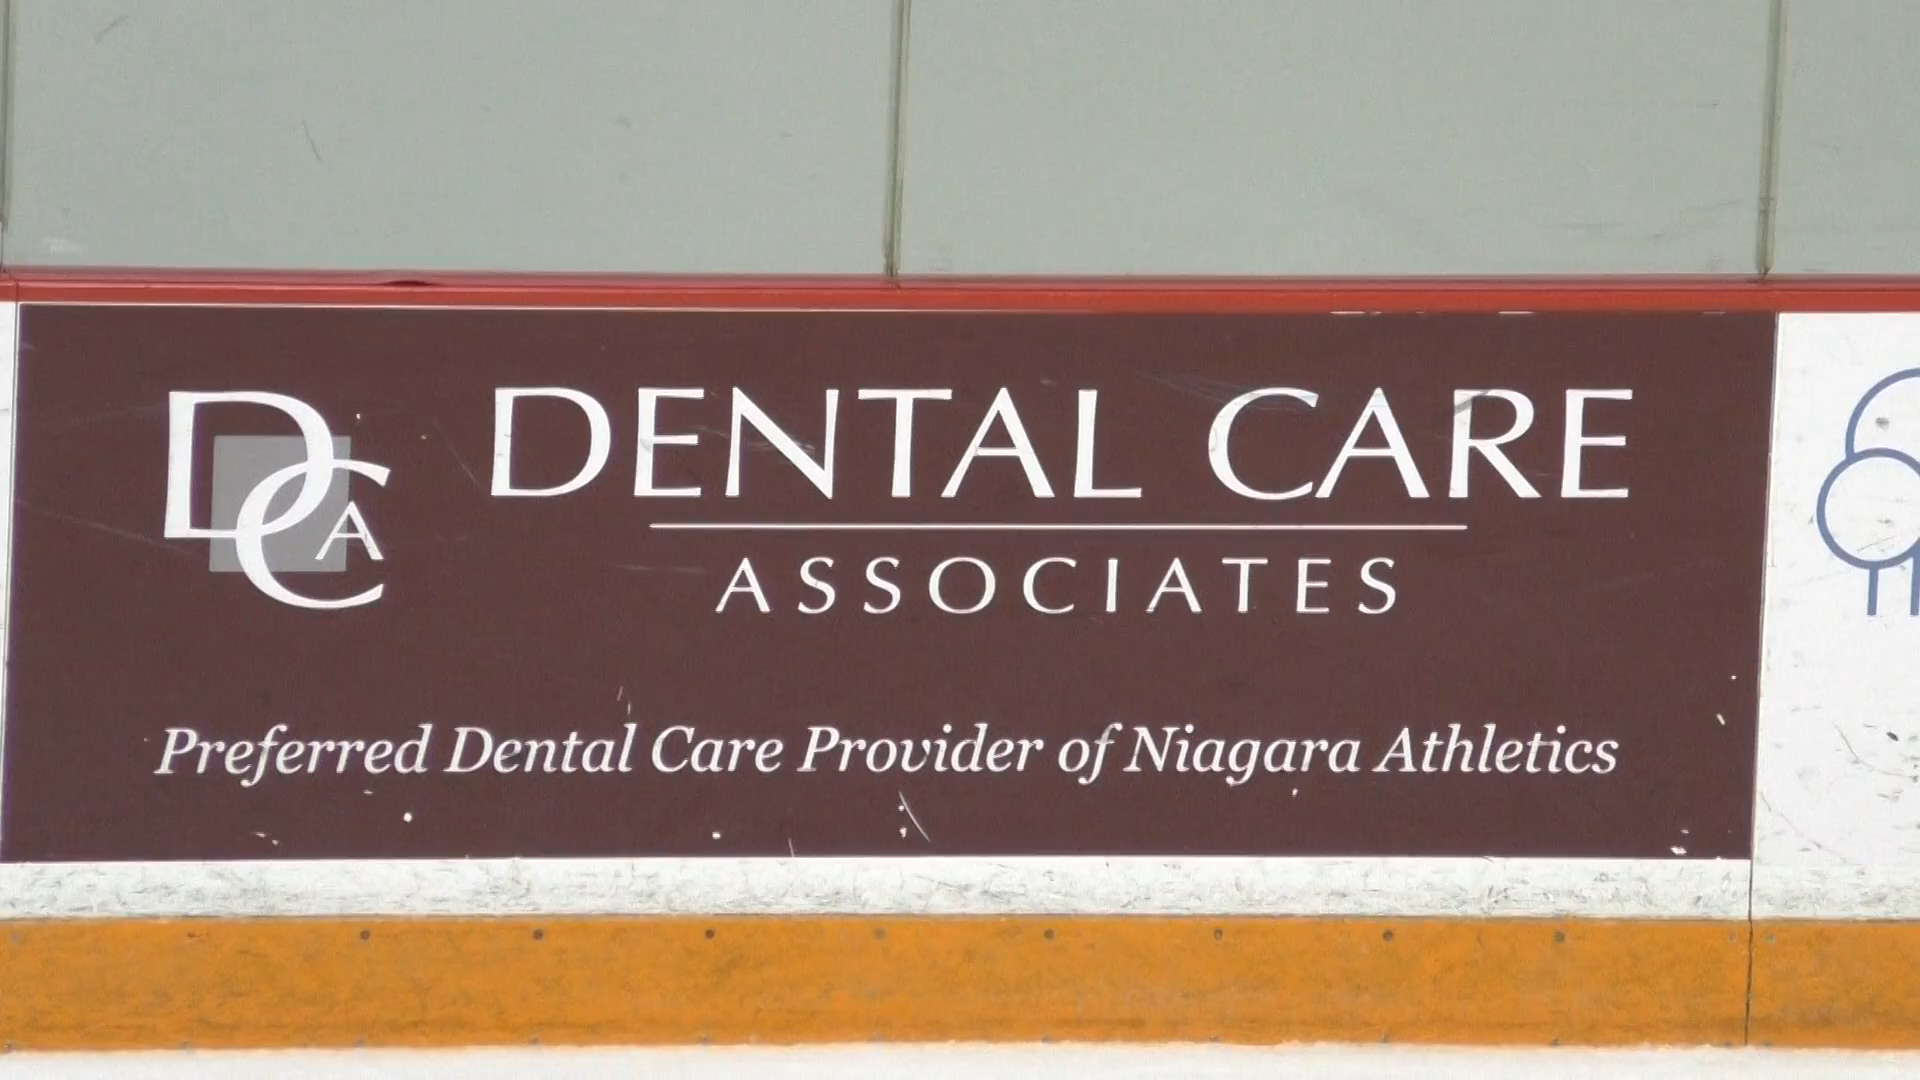 DCA
DENTAL CARE
ASSOCIATES
Preferred Dental Care Provider of Niagara Athletics